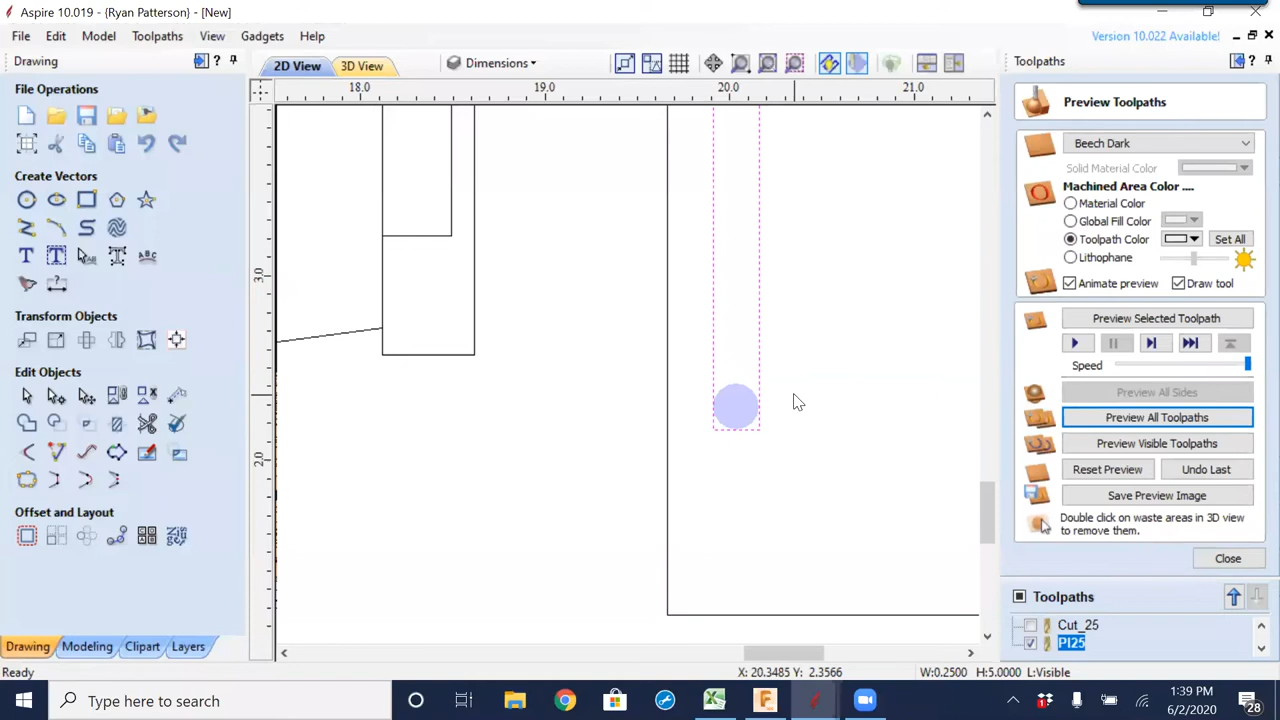 Aspire 10.019 - {Ryan Patterson} - [New]
File Edit Model Toolpaths View Gadgets Help
Version 10.022 Available!
Drawing
2D View
3D View
Dimensions
Toolpaths
File Operations
18.0 19.0 20.0 21.0
3.0
2.0
Preview Toolpaths
Beech Dark
Solid Material Color
Machined Area Color ....
Material Color
Global Fill Color
Toolpath Color
Set All
Lithophane
Animate preview
Draw tool
Create Vectors
Transform Objects
Edit Objects
Offset and Layout
Preview Selected Toolpath
Speed
Preview All Sides
Preview All Toolpaths
Preview Visible Toolpaths
Reset Preview
Undo Last
Save Preview Image
Double click on waste areas in 3D view
to remove them.
Close
Toolpaths
Cut_25
Pl25
Drawing Modeling Clipart Layers
Ready
X: 20.3485 Y: 2.3566
W:0.2500 H:5.0000 L:Visible
Type here to search
1:39 PM
6/2/2020
28